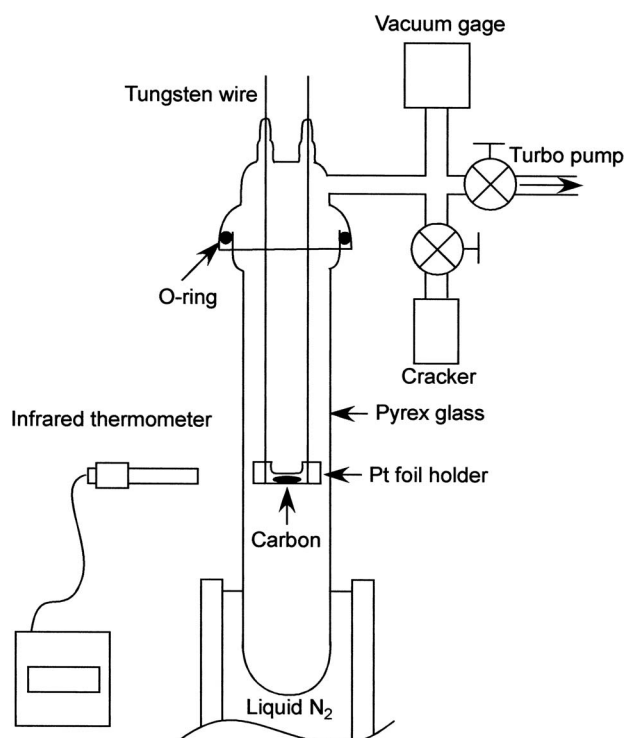 Vacuum gage
Tungsten wire
Turbo pump
O-ring
Cracker
Pyrex glass
Infrared thermometer
Pt foil holder
Carbon
Liquid N₂